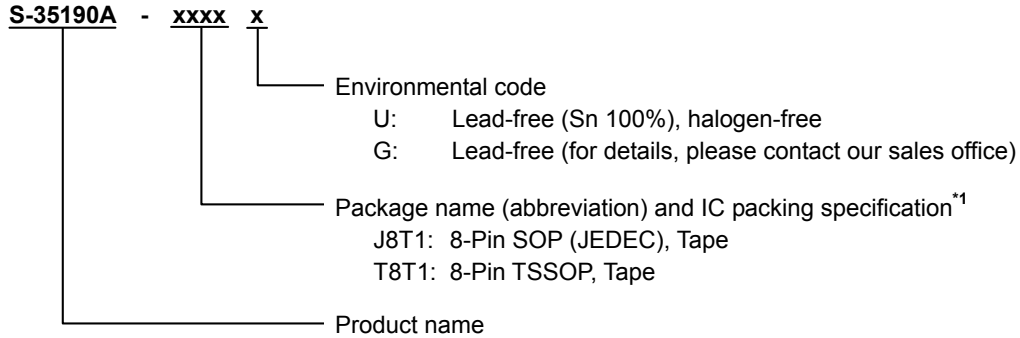 S-35190A - xxxx x
Environmental code
U: Lead-free (Sn 100%), halogen-free
G: Lead-free (for details, please contact our sales office)
Package name (abbreviation) and IC packing specification*1
J8T1: 8-Pin SOP (JEDEC), Tape
T8T1: 8-Pin TSSOP, Tape
Product name